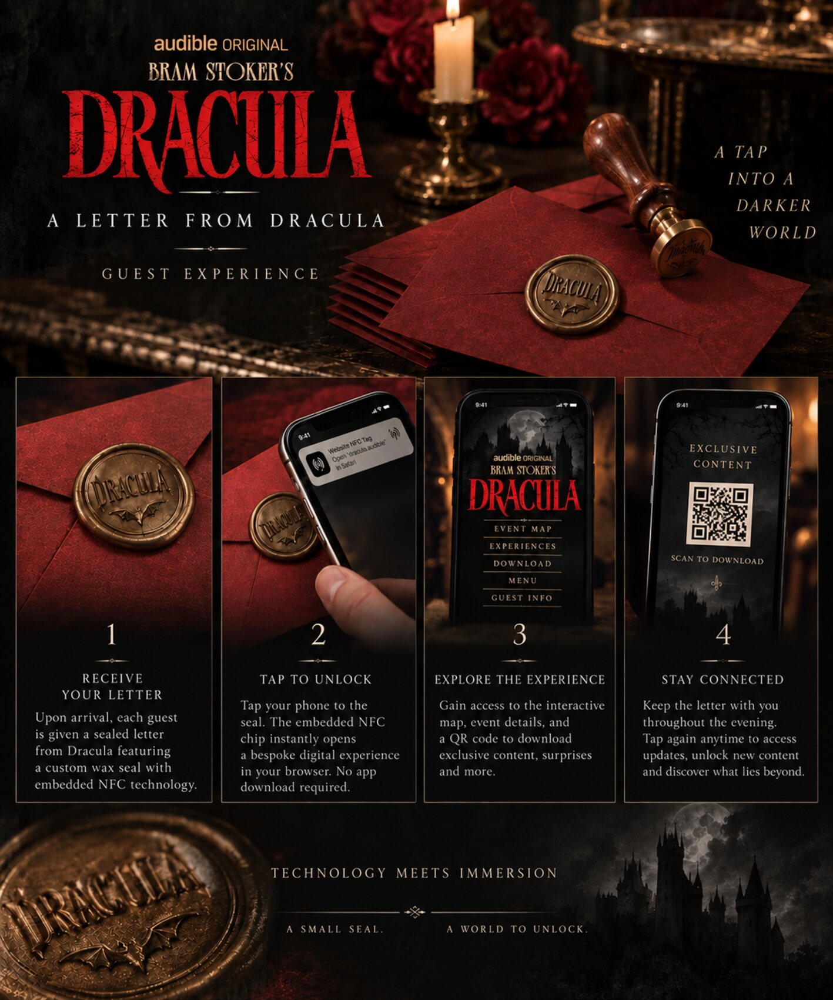 audible ORIGINAL
BRAM STOKER'S
DRACULA
A LETTER FROM DRACULA
GUEST EXPERIENCE
A TAP
INTO A
DARKER
WORLD
DRACULA
DRACULA
9:41
Website NFC Tag
Open "dracula.audible"
in Safari
DRACULA
9:41
audible ORIGINAL
BRAM STOKER'S
DRACULA
EVENT MAP
EXPERIENCES
DOWNLOAD
MENU
GUEST INFO
9:41
EXCLUSIVE
CONTENT
SCAN TO DOWNLOAD
1
RECEIVE
YOUR LETTER
Upon arrival, each guest
is given a sealed letter
from Dracula featuring
a custom wax seal with
embedded NFC technology.
2
TAP TO UNLOCK
Tap your phone to the
seal. The embedded NFC
chip instantly opens
a bespoke digital experience
in your browser. No app
download required.
3
EXPLORE THE EXPERIENCE
Gain access to the interactive
map, event details, and
a QR code to download
exclusive content, surprises
and more.
4
STAY CONNECTED
Keep the letter with you
throughout the evening.
Tap again anytime to access
updates, unlock new content
and discover what lies beyond.
DRACULA
TECHNOLOGY MEETS IMMERSION
A SMALL SEAL. A WORLD TO UNLOCK.